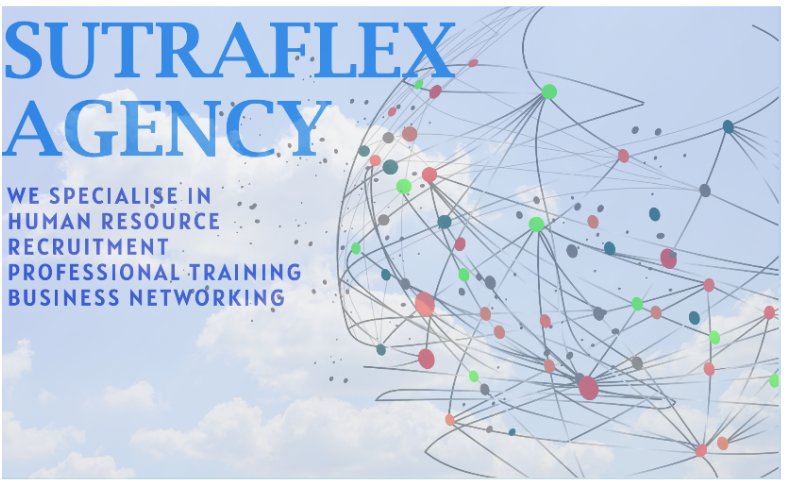 SUTRAFLEX
AGENCY
WE SPECIALISE IN
HUMAN RESOURCE
RECRUITMENT
PROFESSIONAL TRAINING
BUSINESS NETWORKING